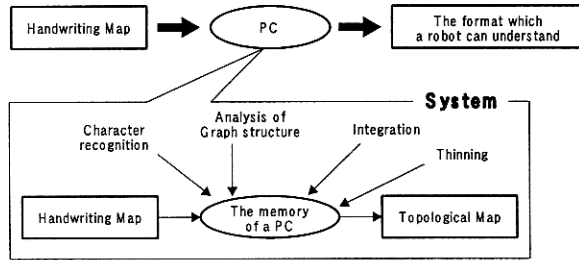 Handwriting Map
PC
The format which
a robot can understand
System
Character
recognition
Analysis of
Graph structure
Integration
Thinning
Handwriting Map
The memory
of a PC
Topological Map